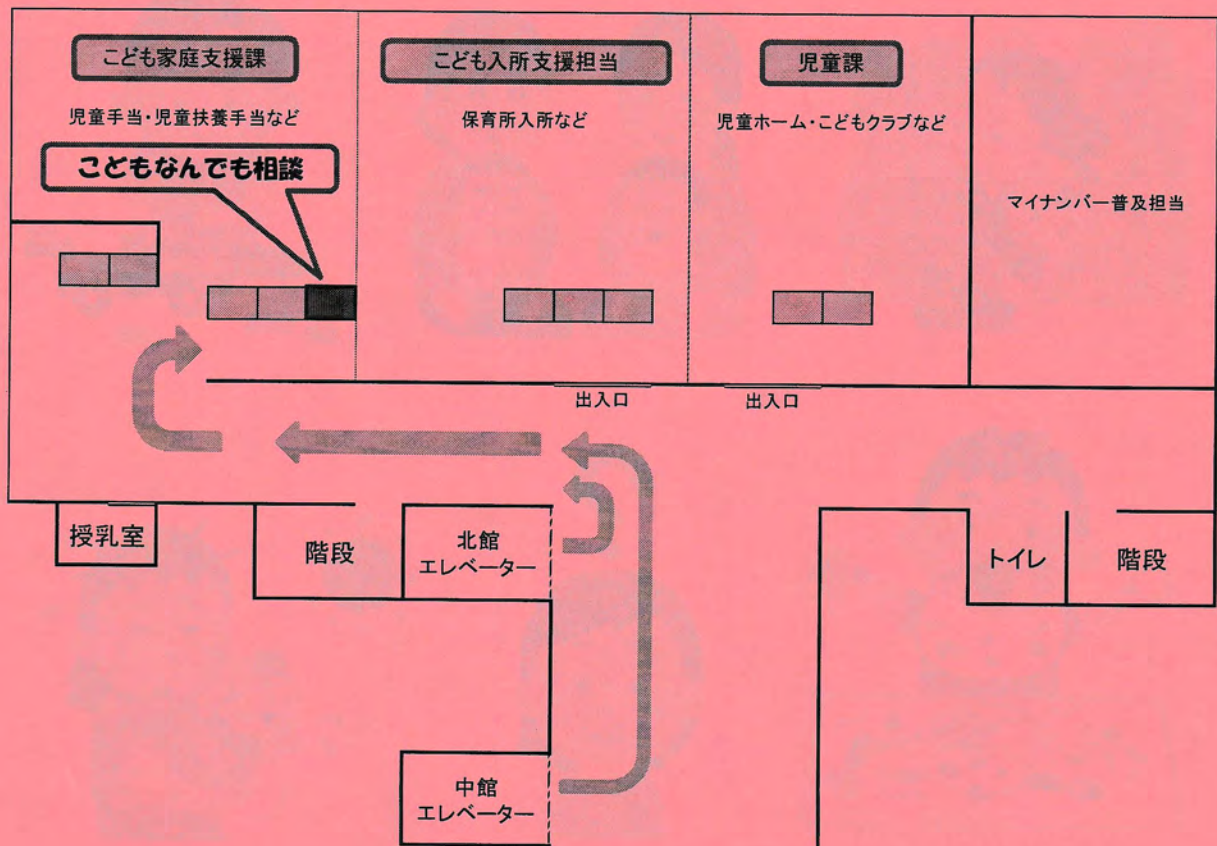 こども家庭支援課
こども入所支援担当
児童課
児童手当・児童扶養手当など
保育所入所など
児童ホーム・こどもクラブなど
こどもなんでも相談
マイナンバー普及担当
出入口
出入口
授乳室
階段
北館
エレベーター
トイレ
階段
中館
エレベーター